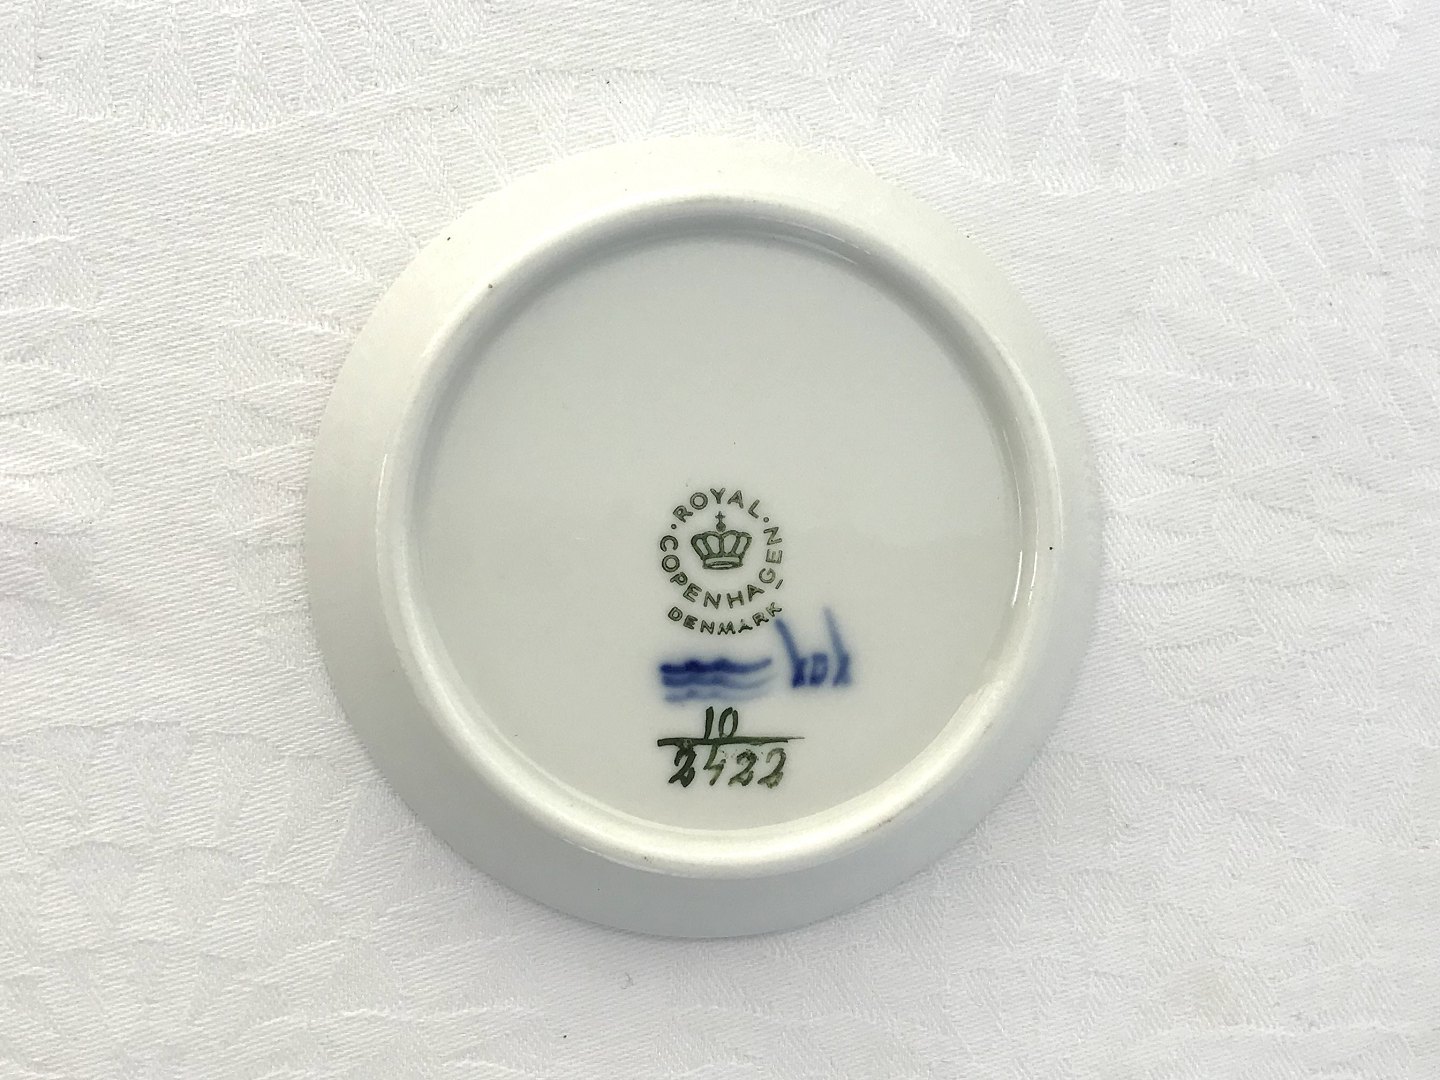 ROYAL
COPENHAGEN
DENMARK
10
2422